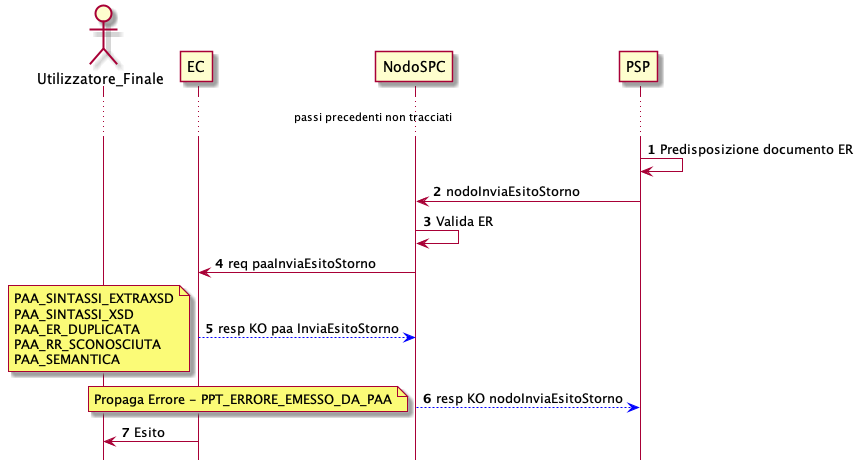 Utilizzatore_Finale
EC
NodoSPC
PSP
passi precedenti non tracciati
1 Predisposizione documento ER
2 nodoInviaEsitoStorno
3 Valida ER
4 req paaInviaEsitoStorno
PAA_SINTASSI_EXTRAXSD
PAA_SINTASSI_XSD
PAA_ER_DUPLICATA
PAA_RR_SCONOSCIUTA
PAA_SEMANTICA
5 resp KO paa InviaEsitoStorno
Propaga Errore - PPT_ERRORE_EMESSO_DA_PAA
6 resp KO nodoInviaEsitoStorno
7 Esito